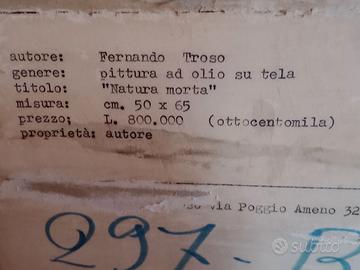 autore: Fernando Troso
genere: pittura ad olio su tela
titolo: "Natura morta"
misura: cm. 50 x 65
prezzo; L. 800.000 (ottocentomila)
proprietà: autore
via Poggio Ameno 32
297-B
subito